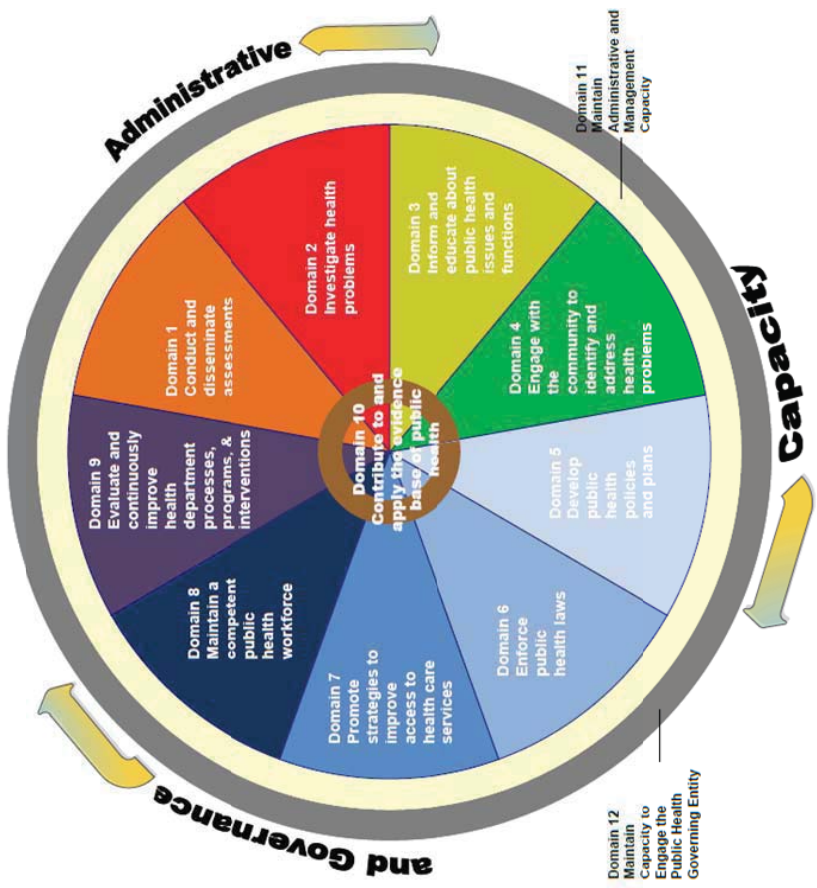 Administrative
Capacity
and Governance
Domain 1
Conduct and
disseminate
assessments
Domain 2
Investigate health
problems
Domain 3
Inform and
educate about
public health
issues and
functions
Domain 4
Engage with
the
community to
identify and
address
health
problems
Domain 5
Develop
public
health
policies
and plans
Domain 6
Enforce
public
health laws
Domain 7
Promote
strategies to
improve
access to
health care
services
Domain 8
Maintain a
competent
public
health
workforce
Domain 9
Evaluate and
continuously
improve
health
department
processes,
programs, &
interventions
Domain 10
Contribute to and
apply the evidence
base of public
health
Domain 11
Maintain
Administrative and
Management
Capacity
Domain 12
Maintain
Capacity to
Engage the
Public Health
Governing Entity